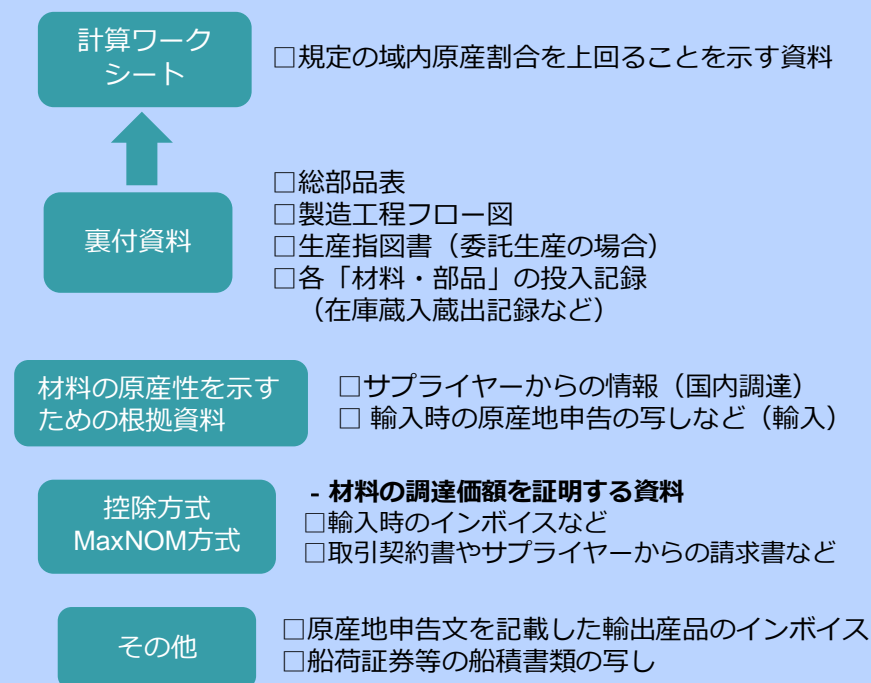 計算ワーク
シート
□規定の域内原産割合を上回ることを示す資料
裏付資料
□総部品表
□製造工程フロー図
□生産指図書（委託生産の場合）
□各「材料・部品」の投入記録
（在庫蔵入蔵出記録など）
材料の原産性を示す
ための根拠資料
□サプライヤーからの情報（国内調達）
□ 輸入時の原産地申告の写しなど（輸入）
控除方式
MaxNOM方式
- 材料の調達価額を証明する資料
□輸入時のインボイスなど
□取引契約書やサプライヤーからの請求書など
その他
□原産地申告文を記載した輸出産品のインボイス
□船荷証券等の船積書類の写し